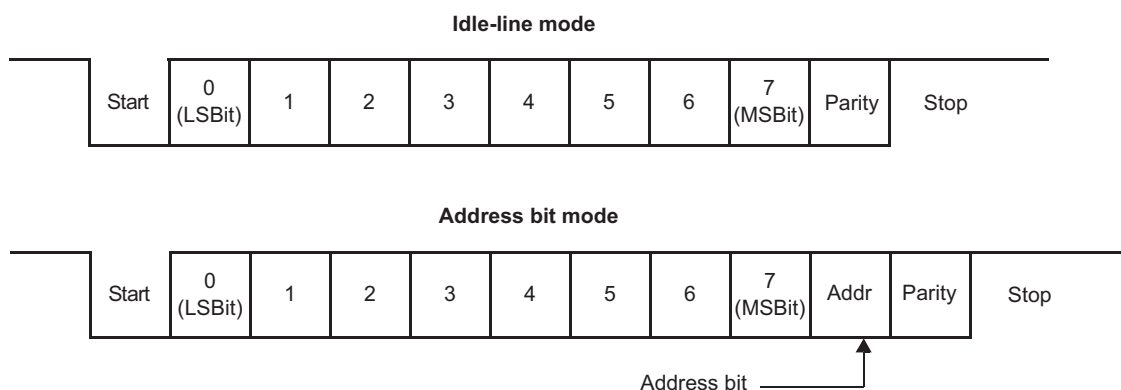 Idle-line mode
Start 0 (LSBit) 1 2 3 4 5 6 7 (MSBit) Parity Stop
Address bit mode
Start 0 (LSBit) 1 2 3 4 5 6 7 (MSBit) Addr Parity Stop
Address bit